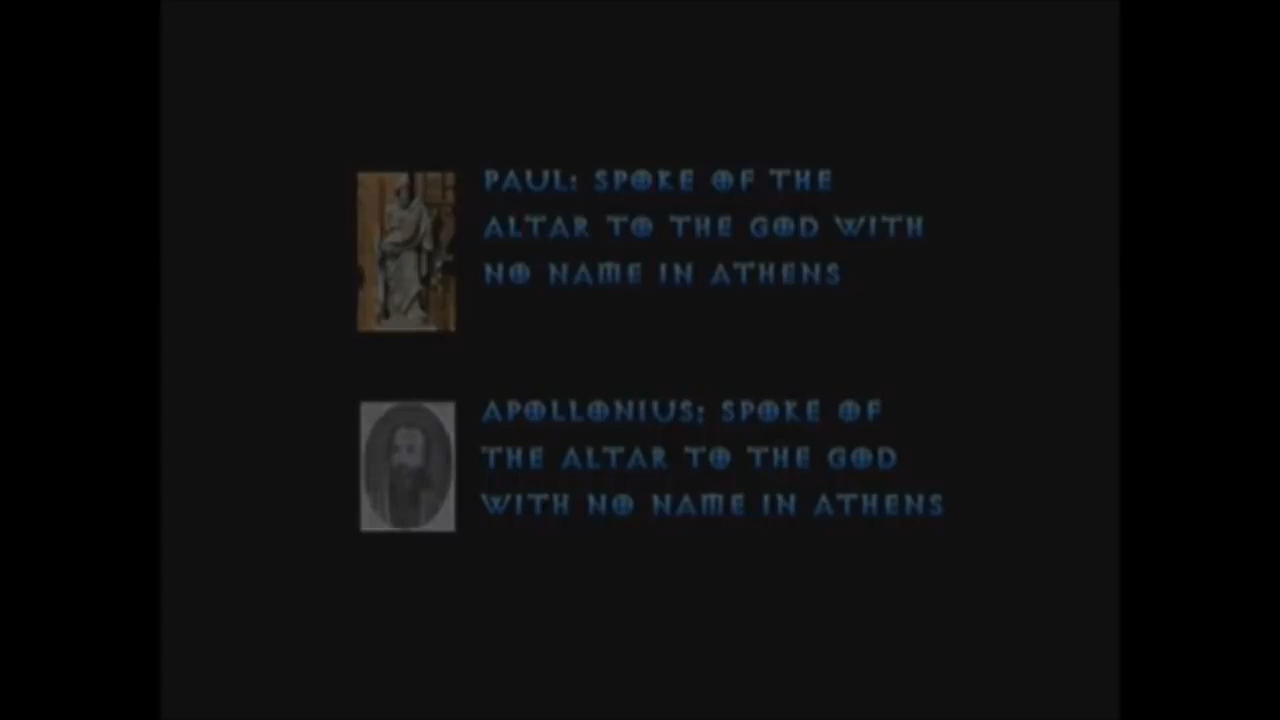 PAUL: SPOKE OF THE
ALTAR TO THE GOD WITH
NO NAME IN ATHENS
APOLLONIUS: SPOKE OF
THE ALTAR TO THE GOD
WITH NO NAME IN ATHENS